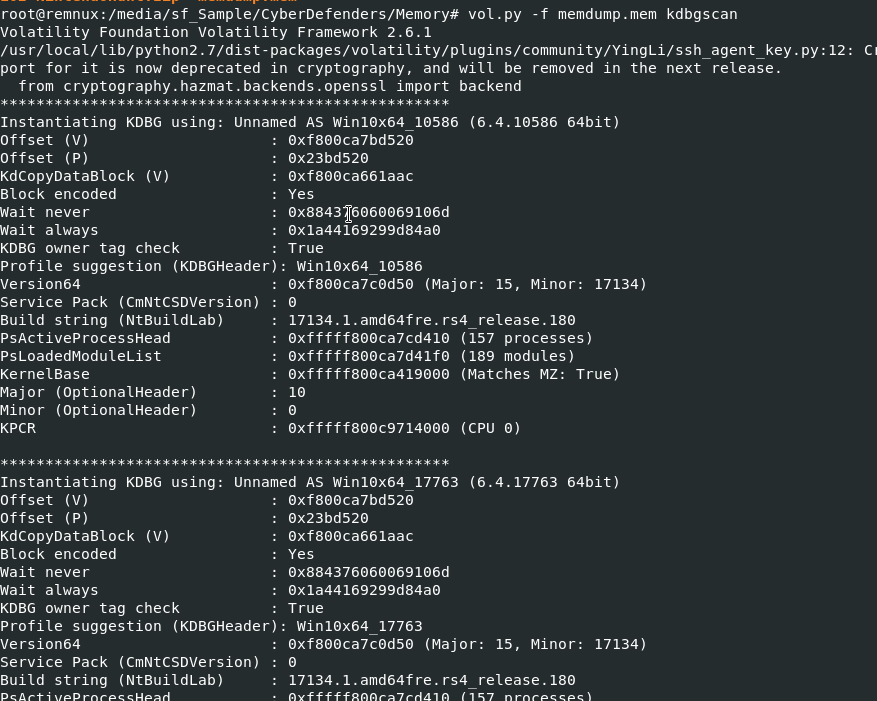 root@remnux:/media/sf_Sample/CyberDefenders/Memory# vol.py -f memdump.mem kdbgscan
Volatility Foundation Volatility Framework 2.6.1
/usr/local/lib/python2.7/dist-packages/volatility/plugins/community/YingLi/ssh_agent_key.py:12: Cr
port for it is now deprecated in cryptography, and will be removed in the next release.
  from cryptography.hazmat.backends.openssl import backend
**************************************************
Instantiating KDBG using: Unnamed AS Win10x64_10586 (6.4.10586 64bit)
Offset (V)                    : 0xf800ca7bd520
Offset (P)                    : 0x23bd520
KdCopyDataBlock (V)           : 0xf800ca661aac
Block encoded                 : Yes
Wait never                    : 0x884376060069106d
Wait always                   : 0x1a44169299d84a0
KDBG owner tag check          : True
Profile suggestion (KDBGHeader): Win10x64_10586
Version64                     : 0xf800ca7c0d50 (Major: 15, Minor: 17134)
Service Pack (CmNtCSDVersion) : 0
Build string (NtBuildLab)     : 17134.1.amd64fre.rs4_release.180
PsActiveProcessHead           : 0xfffff800ca7cd410 (157 processes)
PsLoadedModuleList            : 0xfffff800ca7d41f0 (189 modules)
KernelBase                    : 0xfffff800ca419000 (Matches MZ: True)
Major (OptionalHeader)        : 10
Minor (OptionalHeader)        : 0
KPCR                          : 0xfffff800c9714000 (CPU 0)

**************************************************
Instantiating KDBG using: Unnamed AS Win10x64_17763 (6.4.17763 64bit)
Offset (V)                    : 0xf800ca7bd520
Offset (P)                    : 0x23bd520
KdCopyDataBlock (V)           : 0xf800ca661aac
Block encoded                 : Yes
Wait never                    : 0x884376060069106d
Wait always                   : 0x1a44169299d84a0
KDBG owner tag check          : True
Profile suggestion (KDBGHeader): Win10x64_17763
Version64                     : 0xf800ca7c0d50 (Major: 15, Minor: 17134)
Service Pack (CmNtCSDVersion) : 0
Build string (NtBuildLab)     : 17134.1.amd64fre.rs4_release.180
PsActiveProcessHead           : 0xfffff800ca7cd410 (157 processes)